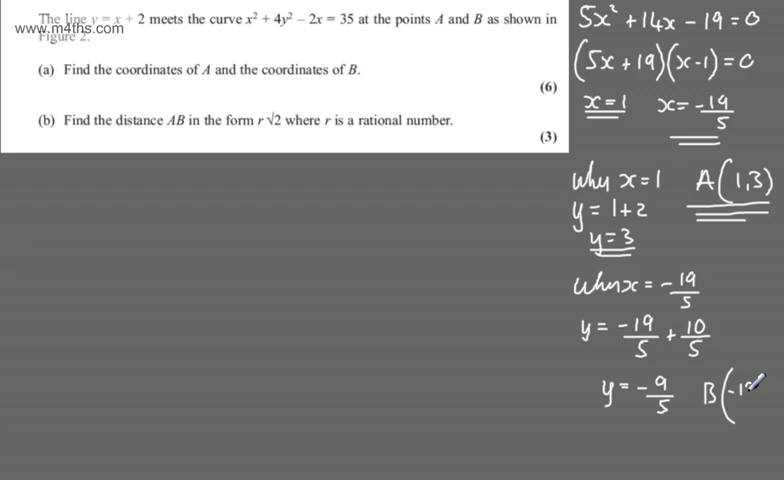 The line y = x + 2 meets the curve x² + 4y² – 2x = 35 at the points A and B as shown in
www.m4ths.com
Figure 2.
(a) Find the coordinates of A and the coordinates of B.
(6)
(b) Find the distance AB in the form r √2 where r is a rational number.
(3)
5x² + 14x - 19 = 0
(5x + 19)(x - 1) = 0
x = 1 x = -19/5
Why x = 1 A(1,3)
y = 1 + 2
y = 3
When x = -19/5
y = -19/5 + 10/5
y = -9/5 B(-1